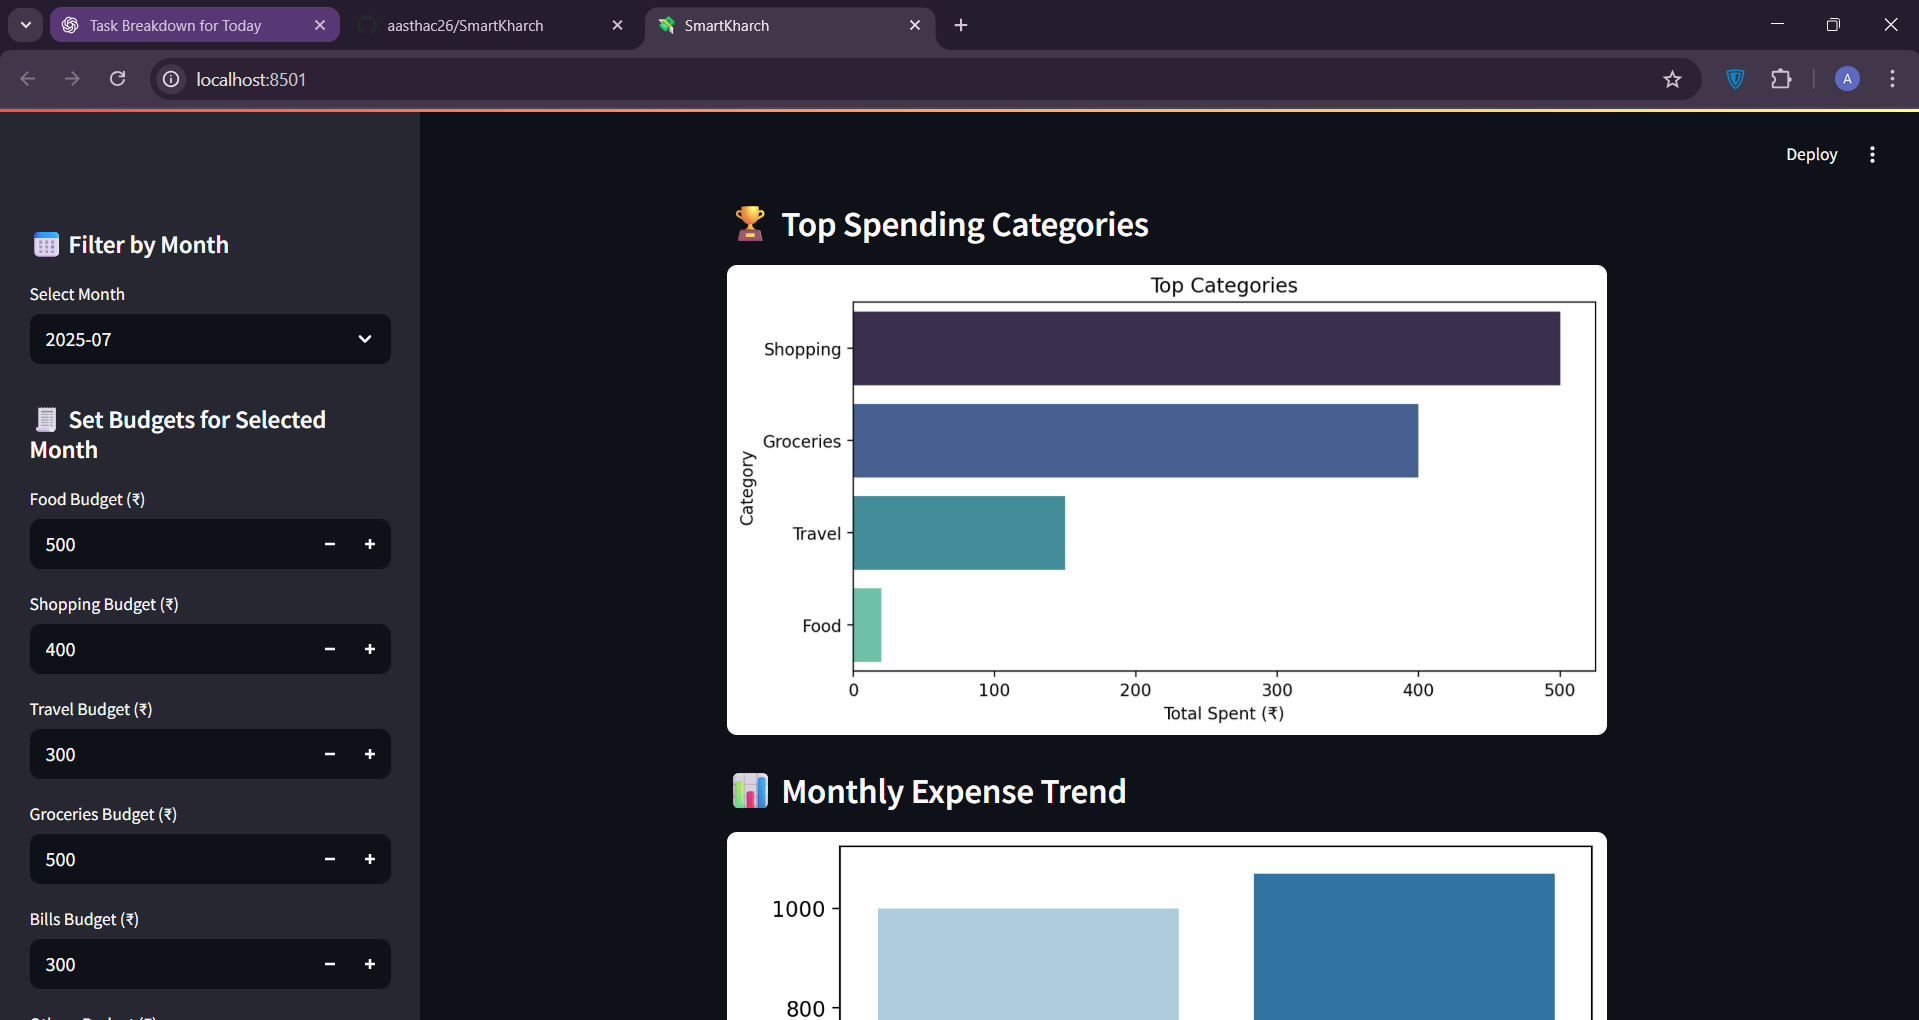 Task Breakdown for Today
aasthac26/SmartKharch
SmartKharch
localhost:8501
A
Deploy
Filter by Month
Select Month
2025-07
Set Budgets for Selected
Month
Food Budget (₹)
500
Shopping Budget (₹)
400
Travel Budget (₹)
300
Groceries Budget (₹)
500
Bills Budget (₹)
300
Top Spending Categories
Top Categories
Category
Shopping
Groceries
Travel
Food
0 100 200 300 400 500
Total Spent (₹)
Monthly Expense Trend
1000
800